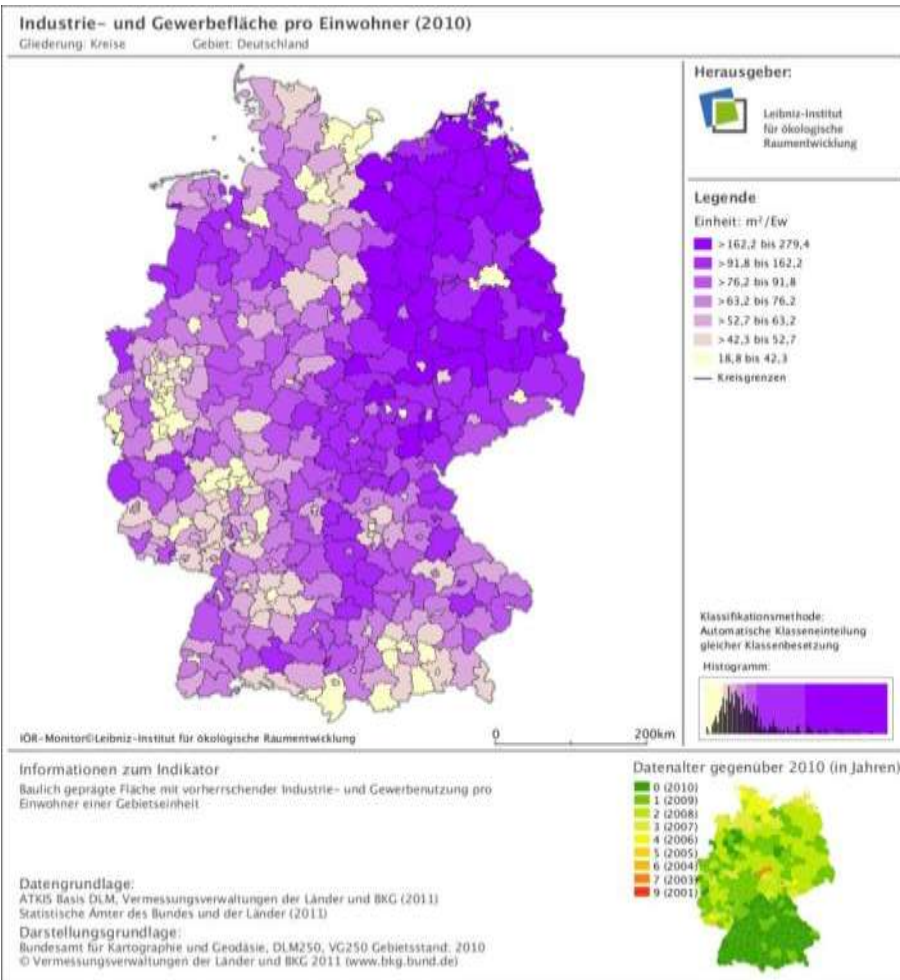 Industrie- und Gewerbefläche pro Einwohner (2010)
Gliederung: Kreise Gebiet: Deutschland
Herausgeber:
Leibniz-Institut
für ökologische
Raumentwicklung
Legende
Einheit: m²/Ew
>162,2 bis 279,4
>91,8 bis 162,2
>76,2 bis 91,8
>63,2 bis 76,2
>52,7 bis 63,2
>42,3 bis 52,7
18,8 bis 42,3
Kreisgrenzen
Klassifikationsmethode:
Automatische Klasseneinteilung
gleicher Klassenbesetzung
Histogramm:
IÖR-Monitor©Leibniz-Institut für ökologische Raumentwicklung
0 200km
Informationen zum Indikator
Baulich geprägte Fläche mit vorherrschender Industrie- und Gewerbenutzung pro
Einwohner einer Gebietseinheit
Datenalter gegenüber 2010 (in Jahren)
0 (2010)
1 (2009)
2 (2008)
3 (2007)
4 (2006)
5 (2005)
6 (2004)
7 (2003)
9 (2001)
Datengrundlage:
ATKIS Basis DLM, Vermessungsverwaltungen der Länder und BKG (2011)
Statistische Ämter des Bundes und der Länder (2011)
Darstellungsgrundlage:
Bundesamt für Kartographie und Geodäsie, DLM250, VG250 Gebietsstand: 2010
© Vermessungsverwaltungen der Länder und BKG 2011 (www.bkg.bund.de)